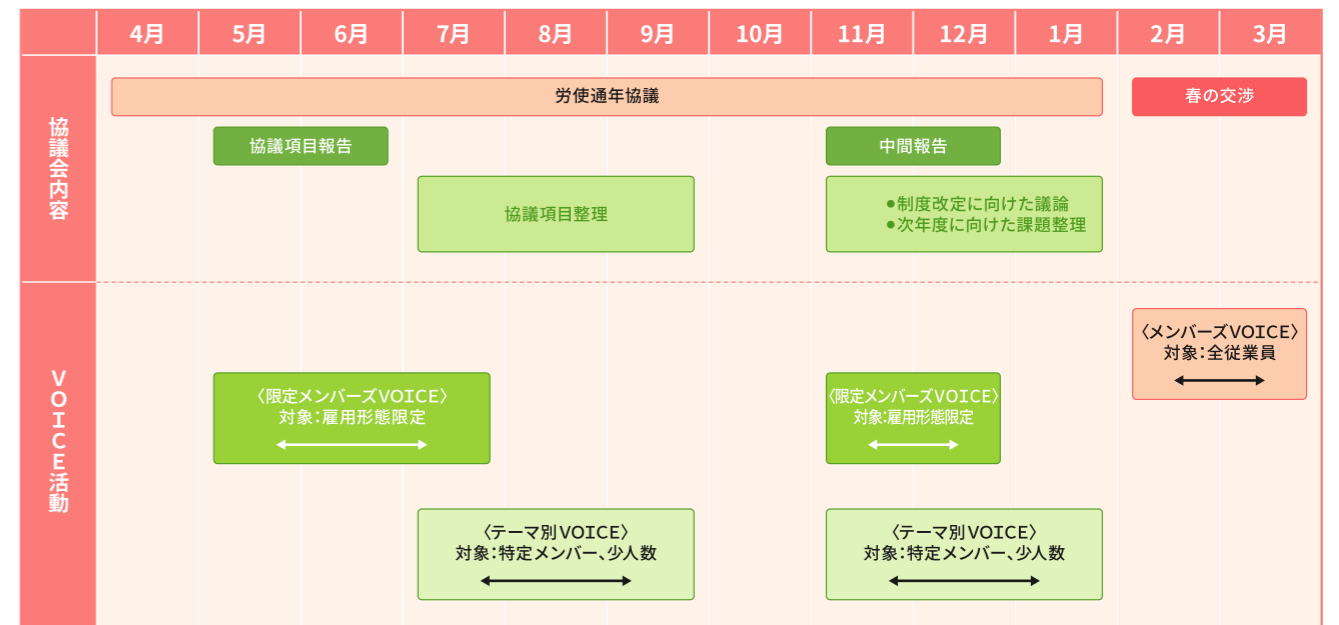 4月 5月 6月 7月 8月 9月 10月 11月 12月 1月 2月 3月
協議会内容
労使通年協議
春の交渉
協議項目報告
中間報告
協議項目整理
●制度改定に向けた議論
●次年度に向けた課題整理
VOICE活動
〈メンバーズVOICE〉
対象：全従業員
〈限定メンバーズVOICE〉
対象：雇用形態限定
〈限定メンバーズVOICE〉
対象：雇用形態限定
〈テーマ別VOICE〉
対象：特定メンバー、少人数
〈テーマ別VOICE〉
対象：特定メンバー、少人数